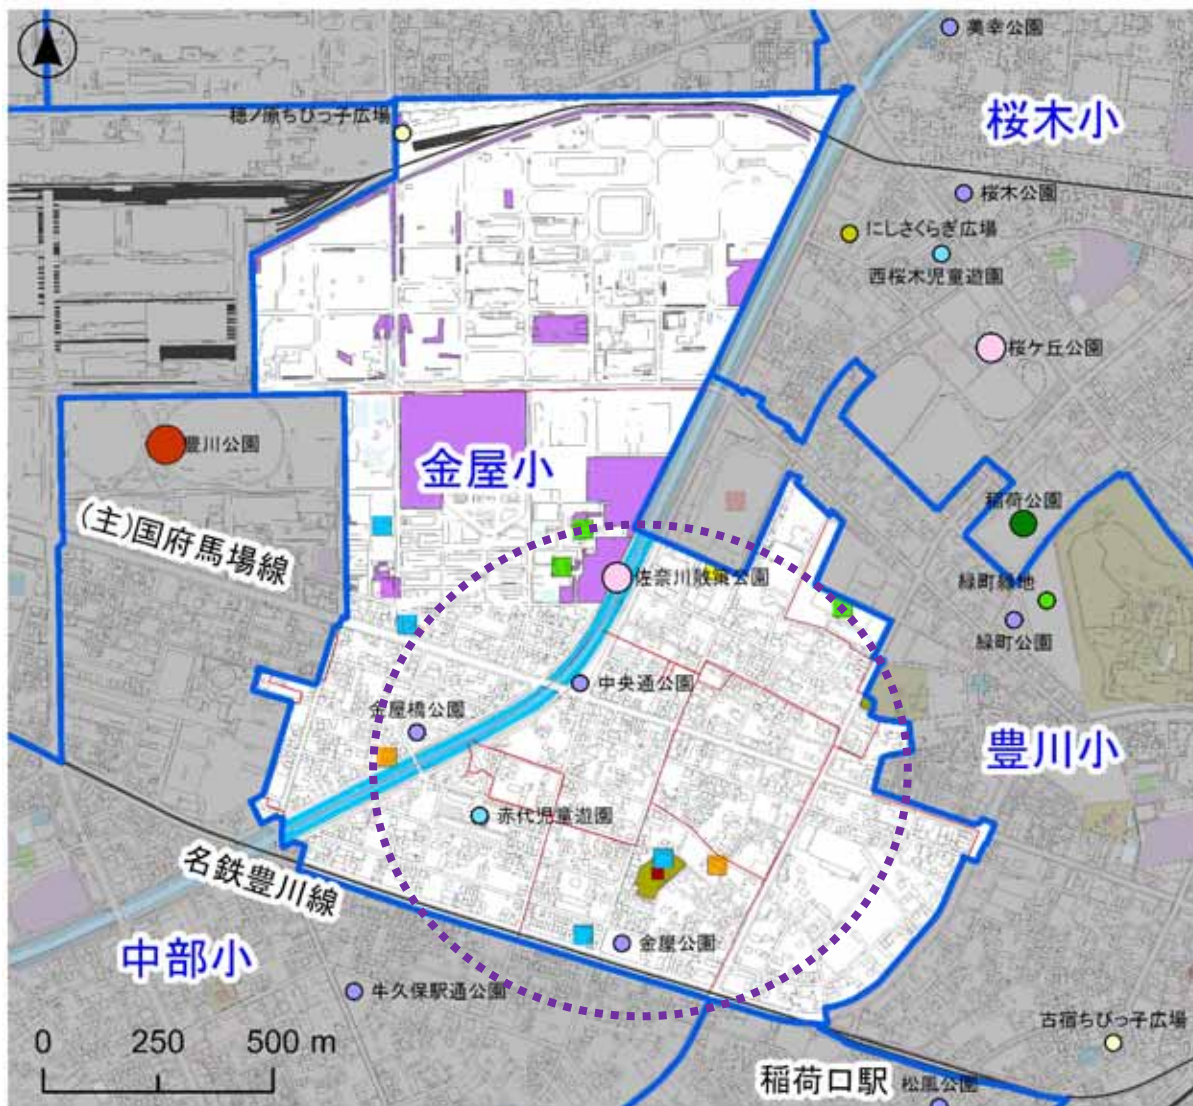 美幸公園
穂ノ原ちびっ子広場
桜木小
桜木公園
にしさくらぎ広場
西桜木児童遊園
桜ケ丘公園
豊川公園
金屋小
稲荷公園
(主)国府馬場線
佐奈川散策公園
緑町緑地
緑町公園
中央通公園
金屋橋公園
豊川小
赤代児童遊園
名鉄豊川線
中部小
金屋公園
牛久保駅通公園
古宿ちびっ子広場
0 250 500 m
稲荷口駅
松風公園